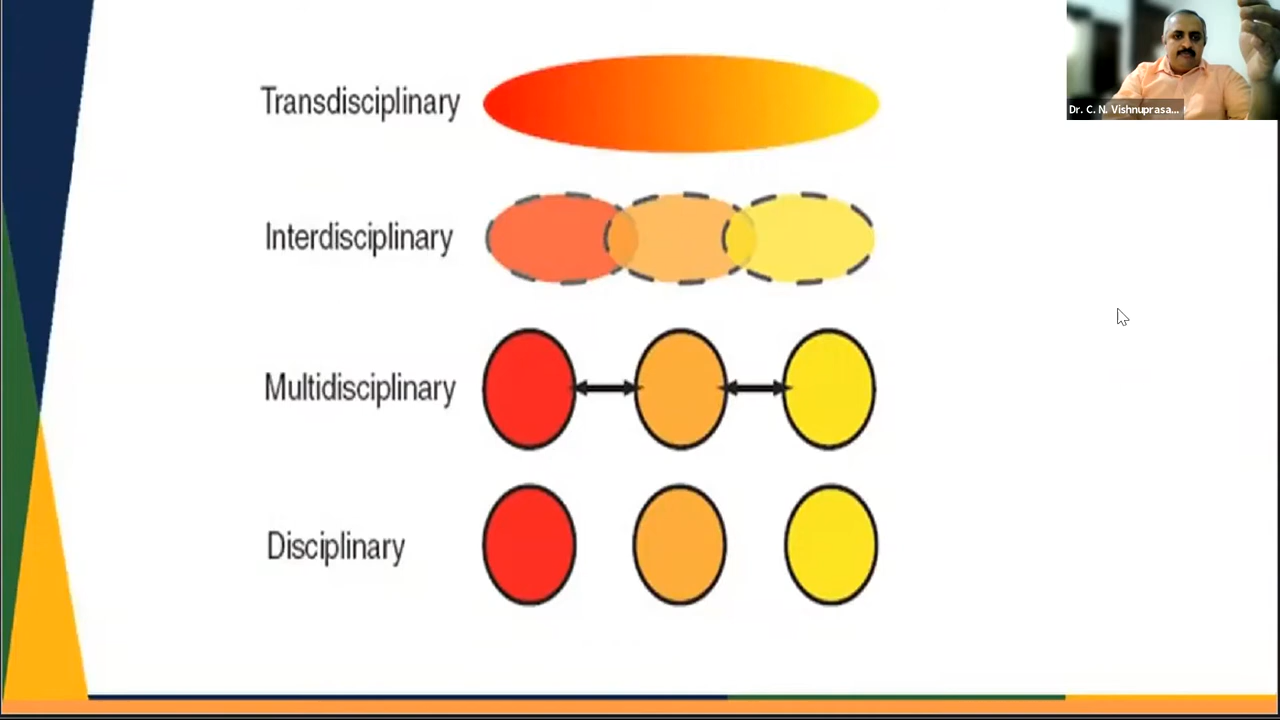 Transdisciplinary
Dr. C. N. Vishnuprasa...
Interdisciplinary
Multidisciplinary
Disciplinary